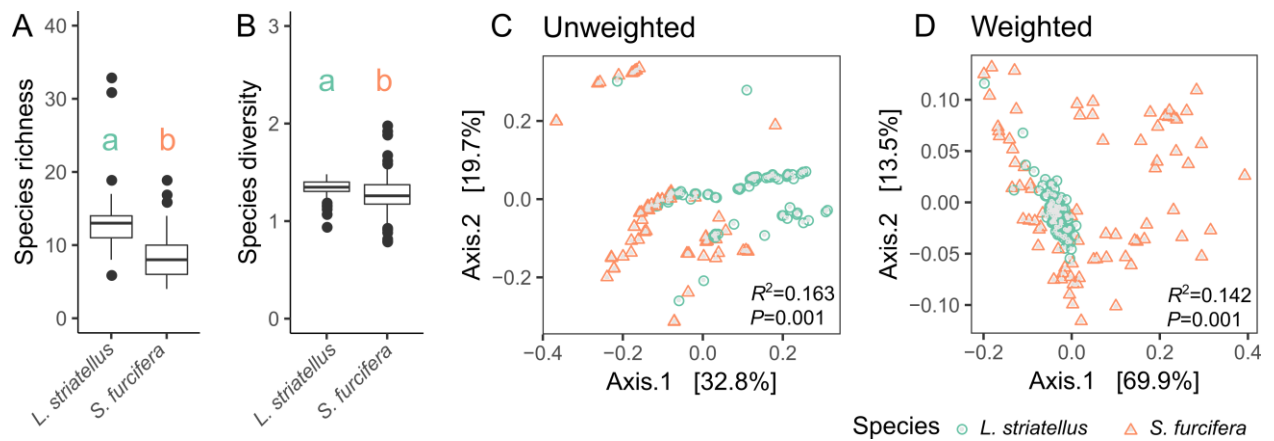 A
Species richness
40
30
20
10
0
a
b
L. striatellus
S. furcifera
B
Species diversity
3
2
1
0
a
b
L. striatellus
S. furcifera
C Unweighted
Axis.2 [19.7%]
0.2
0.0
−0.2
R²=0.163
P=0.001
−0.4 −0.2 0.0 0.2
Axis.1 [32.8%]
D Weighted
Axis.2 [13.5%]
0.10
0.05
0.00
−0.05
−0.10
R²=0.142
P=0.001
−0.2 0.0 0.2 0.4
Axis.1 [69.9%]
Species L. striatellus S. furcifera